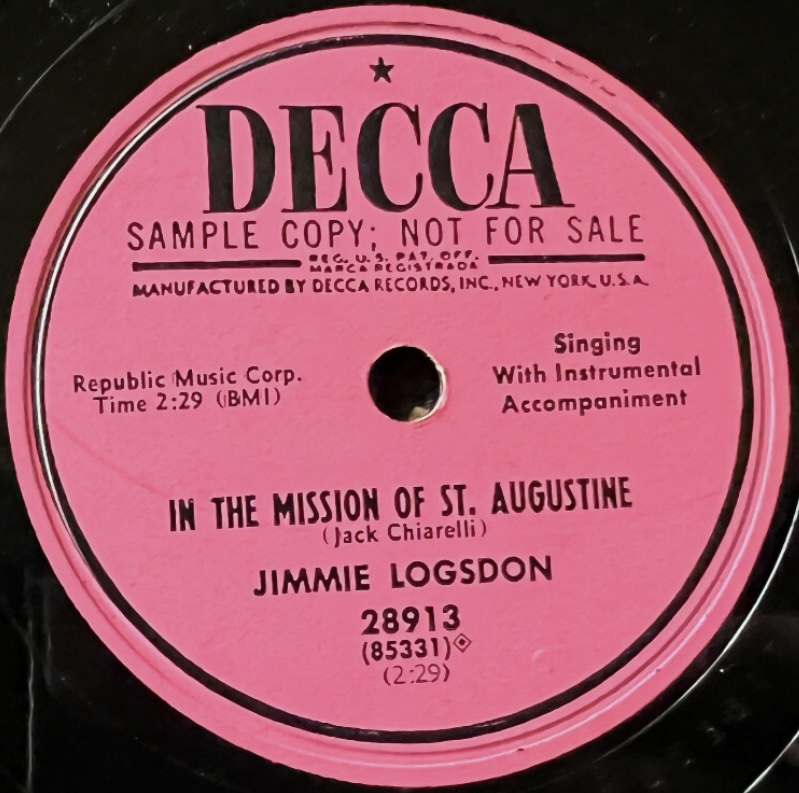 DECCA
SAMPLE COPY; NOT FOR SALE
REG. U.S. PAT. OFF.
MARCA REGISTRADA
MANUFACTURED BY DECCA RECORDS, INC., NEW YORK, U.S.A.
Republic Music Corp.
Time 2:29 (BMI)
Singing
With Instrumental
Accompaniment
IN THE MISSION OF ST. AUGUSTINE
(Jack Chiarelli)
JIMMIE LOGSDON
28913
(85331)
(2:29)